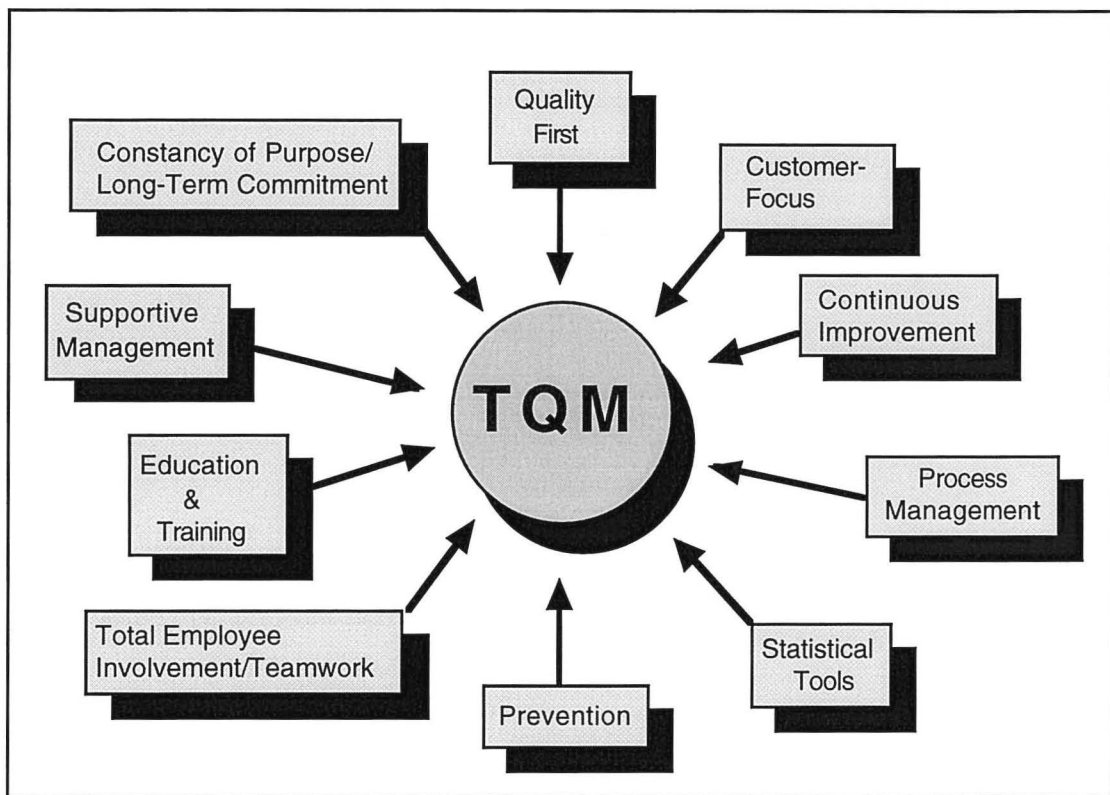 Quality
First
Constancy of Purpose/
Long-Term Commitment
Customer-
Focus
Supportive
Management
Continuous
Improvement
TQM
Education
&
Training
Process
Management
Total Employee
Involvement/Teamwork
Statistical
Tools
Prevention